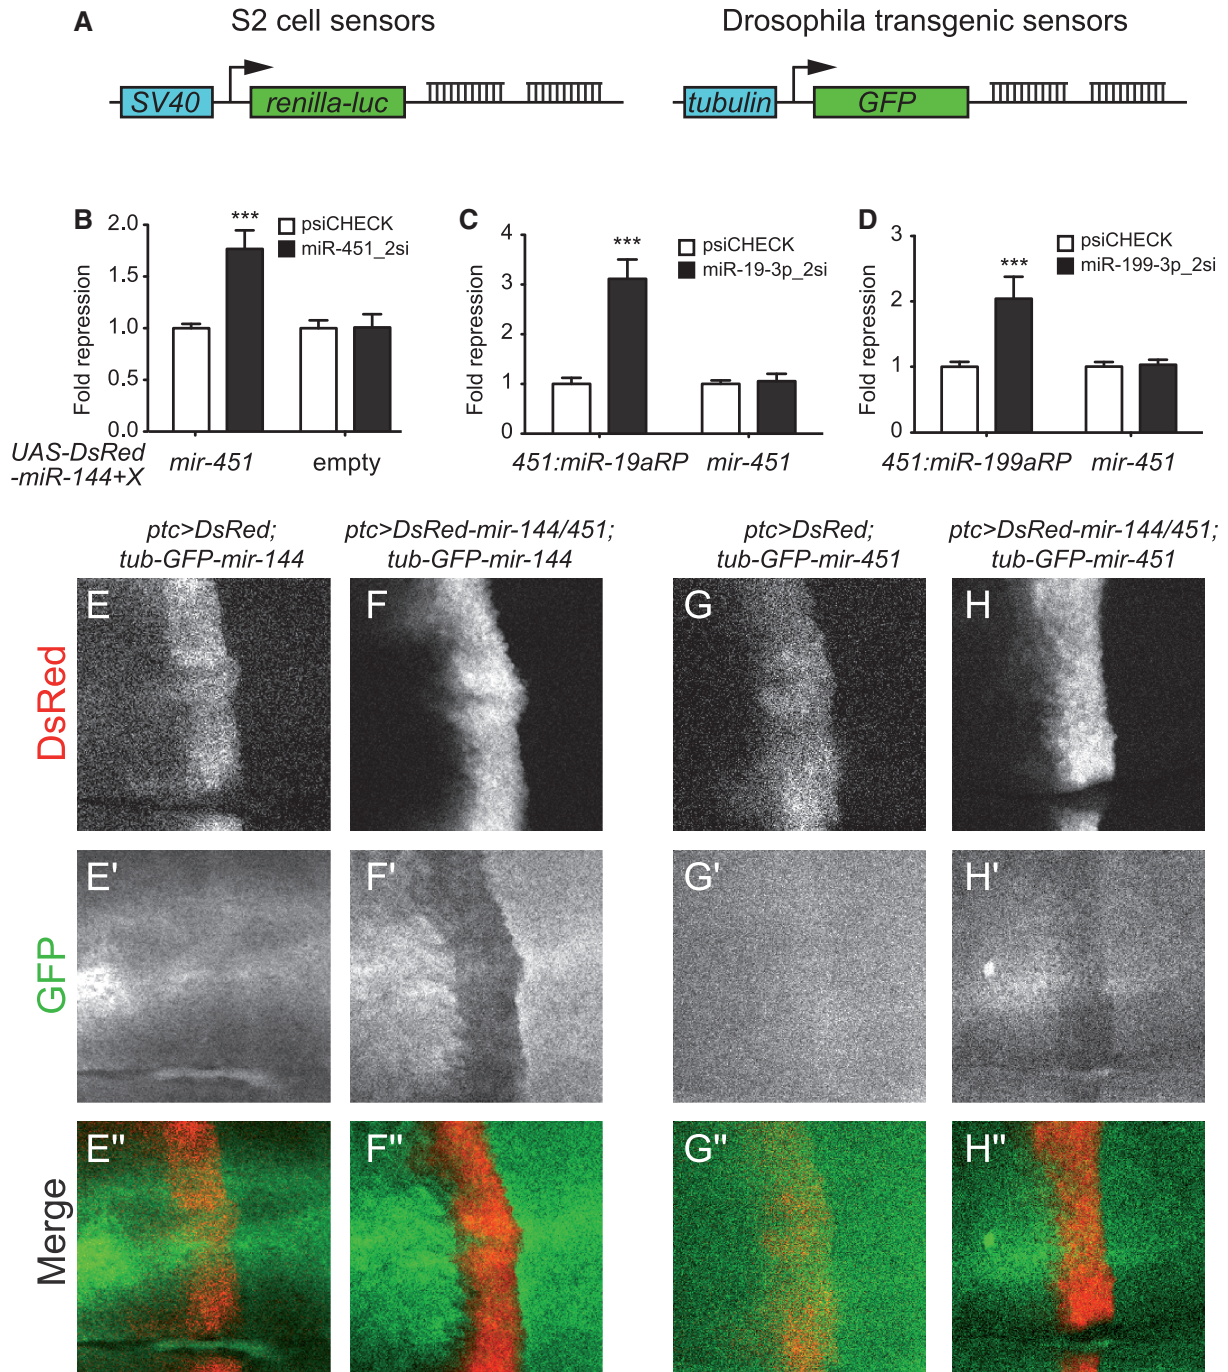 A
S2 cell sensors
Drosophila transgenic sensors
SV40
renilla-luc
tubulin
GFP
B
Fold repression
2.0
1.5
1.0
0.5
0.0
***
psiCHECK
miR-451_2si
UAS-DsRed
-miR-144+X
mir-451
empty
C
Fold repression
4
3
2
1
0
***
psiCHECK
miR-19-3p_2si
451:miR-19aRP
mir-451
D
Fold repression
3
2
1
0
***
psiCHECK
miR-199-3p_2si
451:miR-199aRP
mir-451
ptc>DsRed;
tub-GFP-mir-144
ptc>DsRed-mir-144/451;
tub-GFP-mir-144
ptc>DsRed;
tub-GFP-mir-451
ptc>DsRed-mir-144/451;
tub-GFP-mir-451
DsRed
E
F
G
H
GFP
E'
F'
G'
H'
Merge
E"
F"
G"
H"